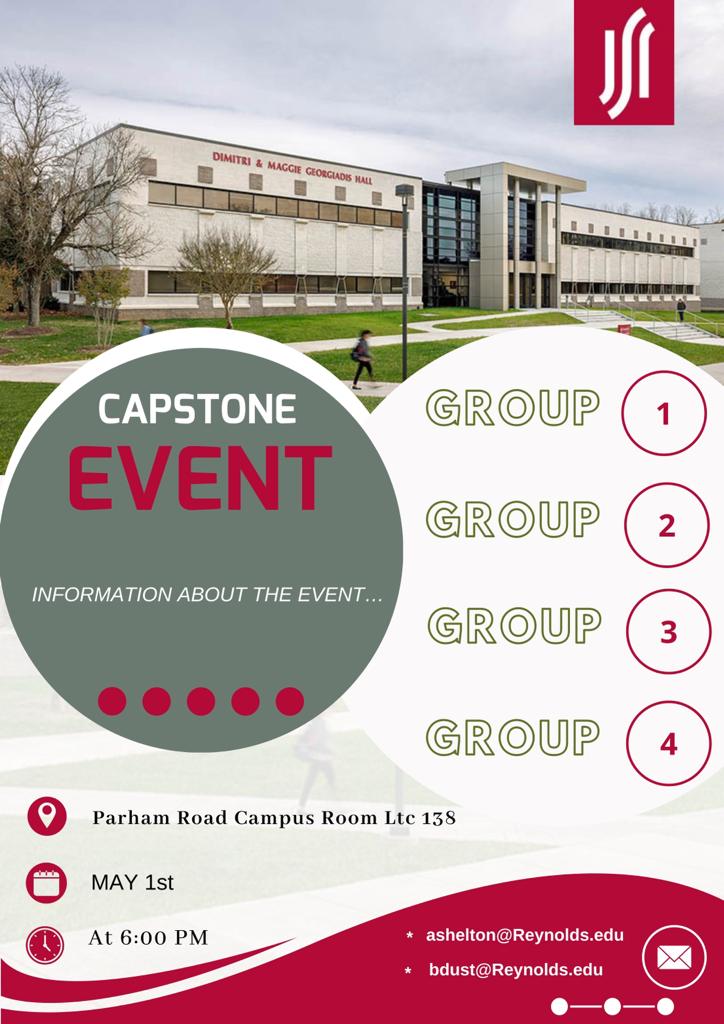 DIMITRI & MAGGIE GEORGIADIS HALL
CAPSTONE
EVENT
INFORMATION ABOUT THE EVENT...
GROUP 1
GROUP 2
GROUP 3
GROUP 4
Parham Road Campus Room Ltc 138
MAY 1st
At 6:00 PM
* ashelton@Reynolds.edu
* bdust@Reynolds.edu